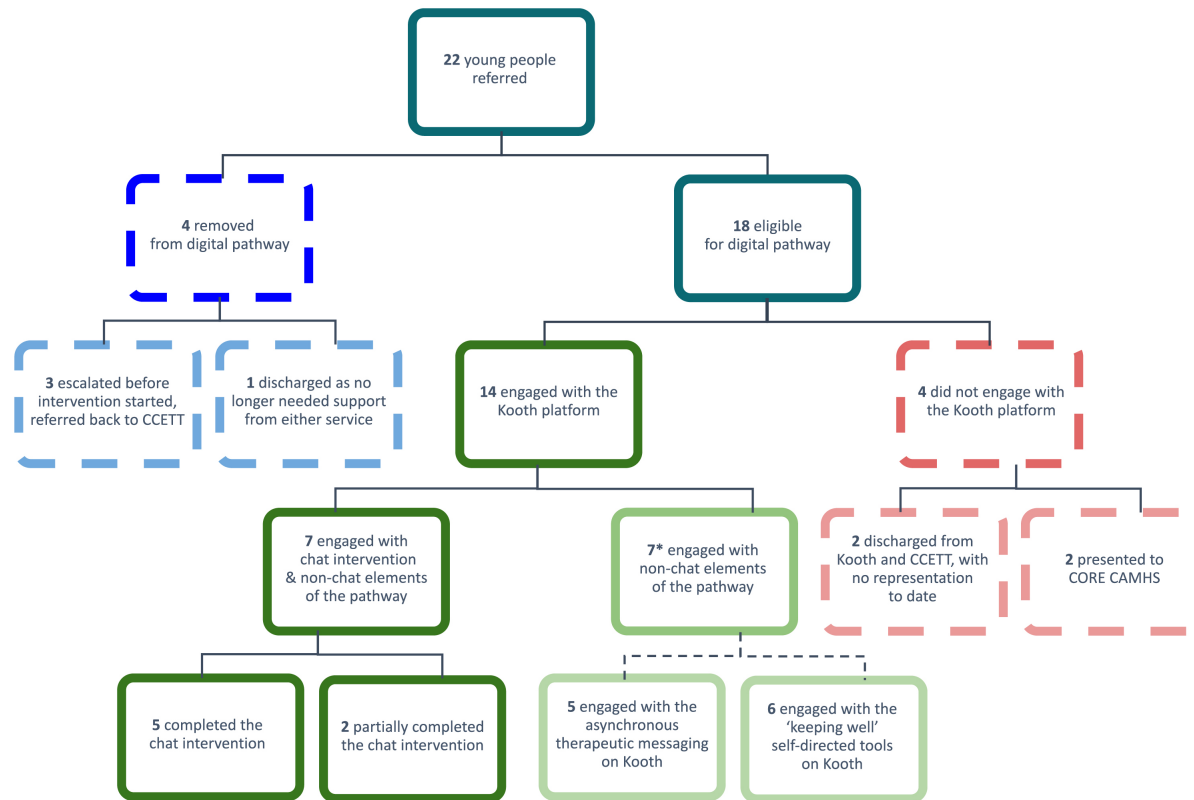 22 young people
referred
4 removed
from digital pathway
18 eligible
for digital pathway
3 escalated before
intervention started,
referred back to CCETT
1 discharged as no
longer needed support
from either service
14 engaged with the
Kooth platform
4 did not engage with
the Kooth platform
7 engaged with
chat intervention
& non-chat elements
of the pathway
7* engaged with
non-chat elements
of the pathway
2 discharged from
Kooth and CCETT, with
no representation
to date
2 presented to
CORE CAMHS
5 completed the
chat intervention
2 partially completed
the chat intervention
5 engaged with the
asynchronous
therapeutic messaging
on Kooth
6 engaged with the
‘keeping well’
self-directed tools
on Kooth